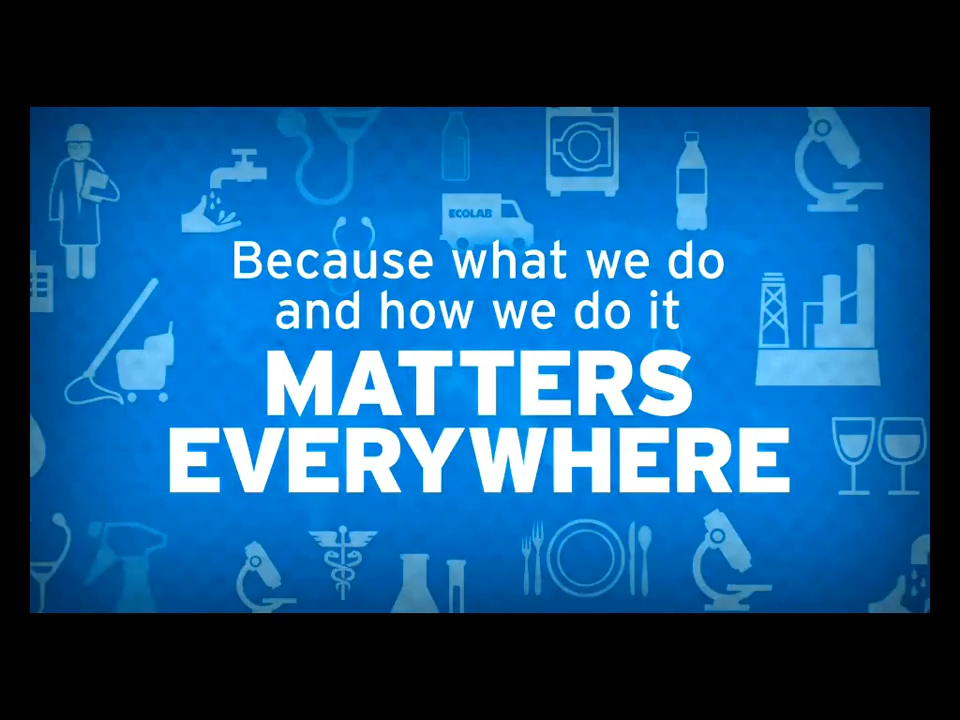 ECOLAB
Because what we do
and how we do it
MATTERS
EVERYWHERE